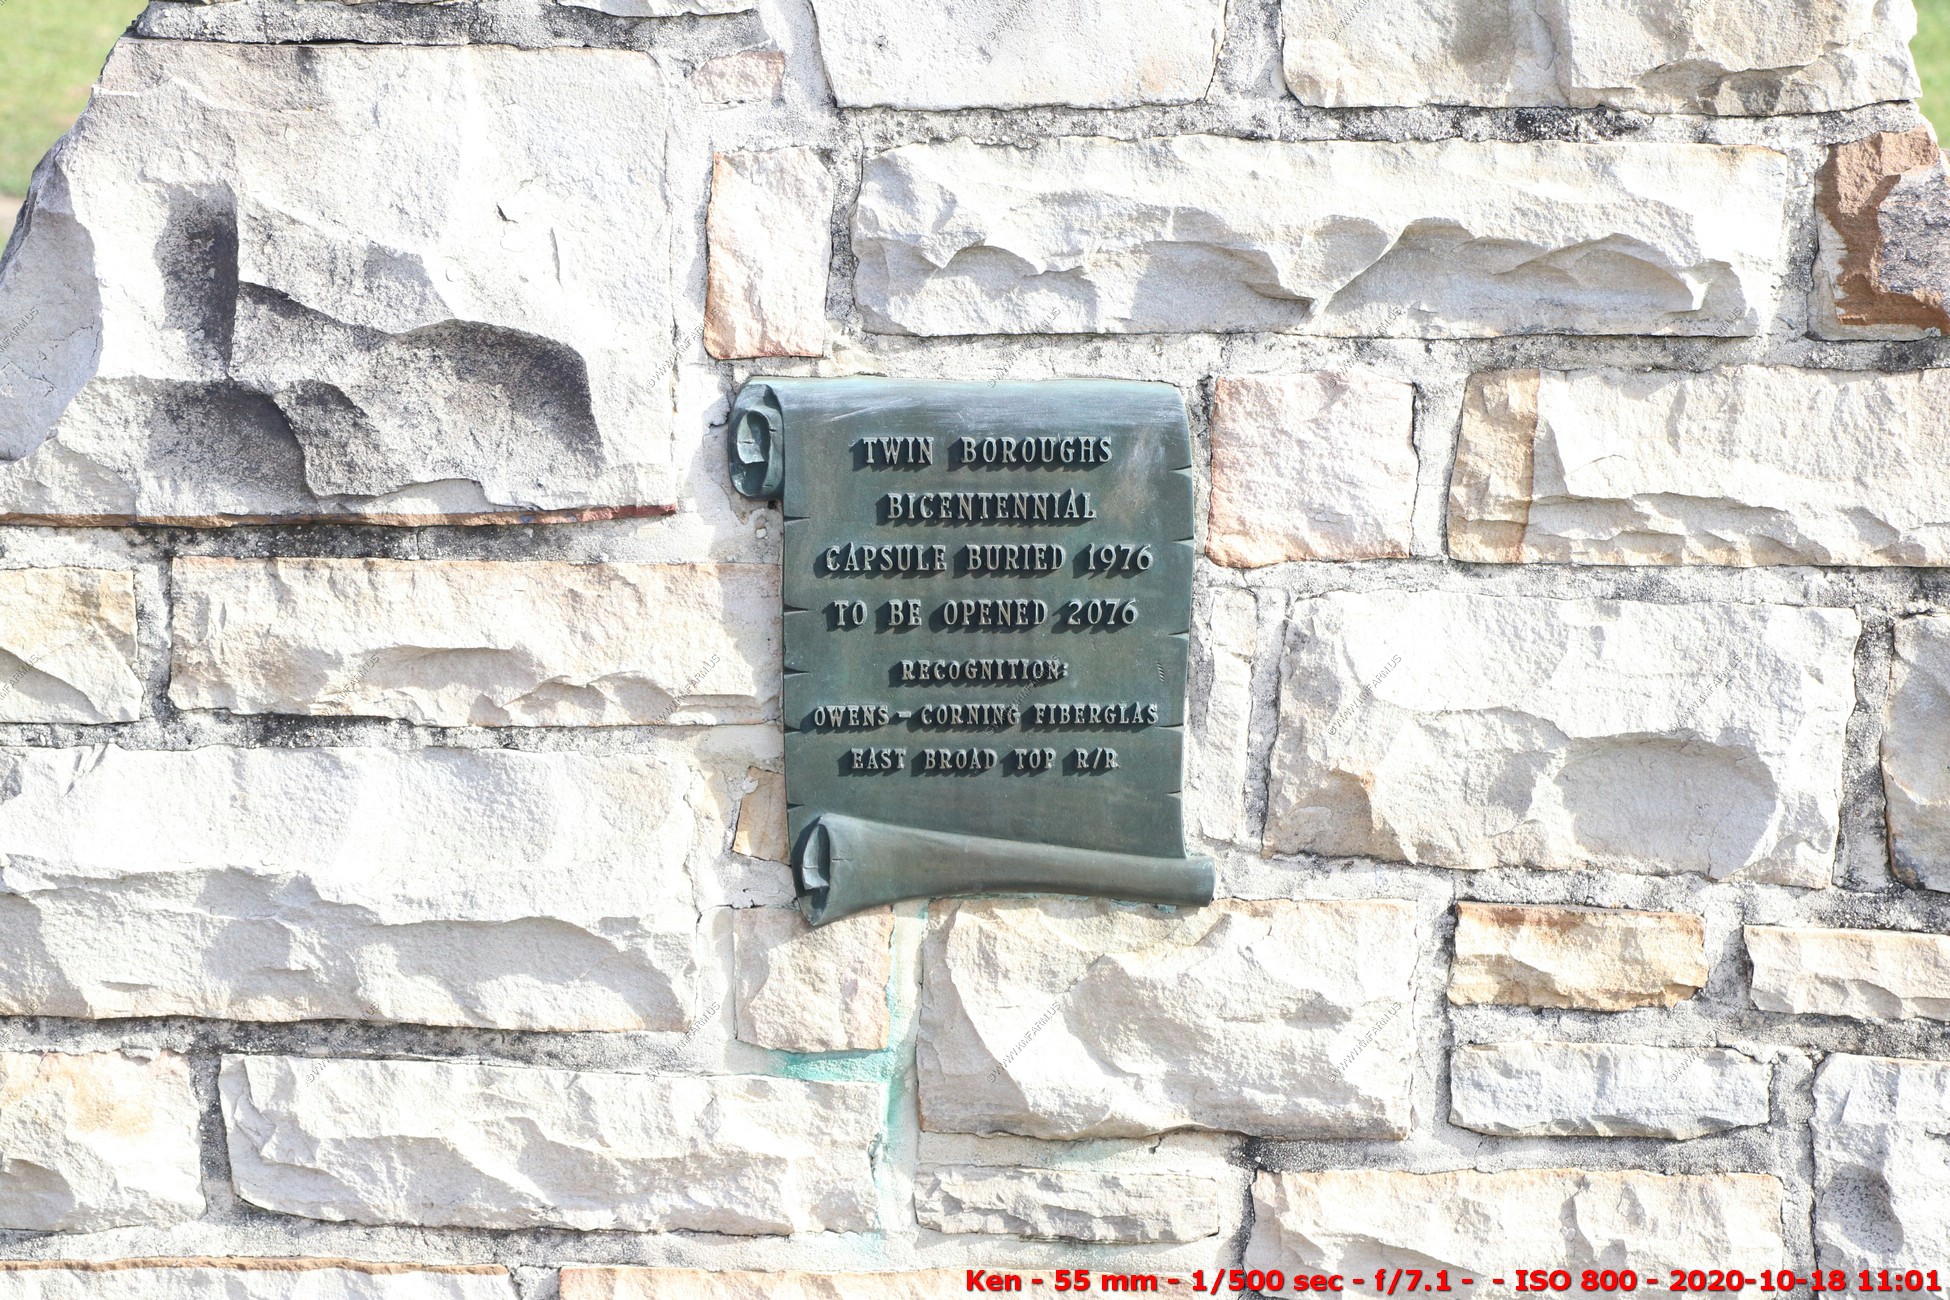 TWIN BOROUGHS
BICENTENNIAL
CAPSULE BURIED 1976
TO BE OPENED 2076
RECOGNITION:
OWENS – CORNING FIBERGLAS
EAST BROAD TOP R/R
Ken - 55 mm - 1/500 sec - f/7.1 - - ISO 800 - 2020-10-18 11:01